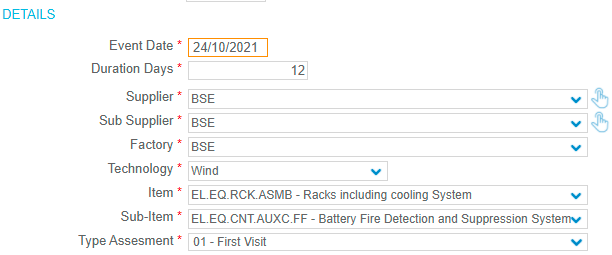 DETAILS
Event Date * 24/10/2021
Duration Days * 12
Supplier * BSE
Sub Supplier * BSE
Factory * BSE
Technology * Wind
Item * EL.EQ.RCK.ASMB - Racks including cooling System
Sub-Item * EL.EQ.CNT.AUXC.FF - Battery Fire Detection and Suppression System
Type Assesment * 01 - First Visit